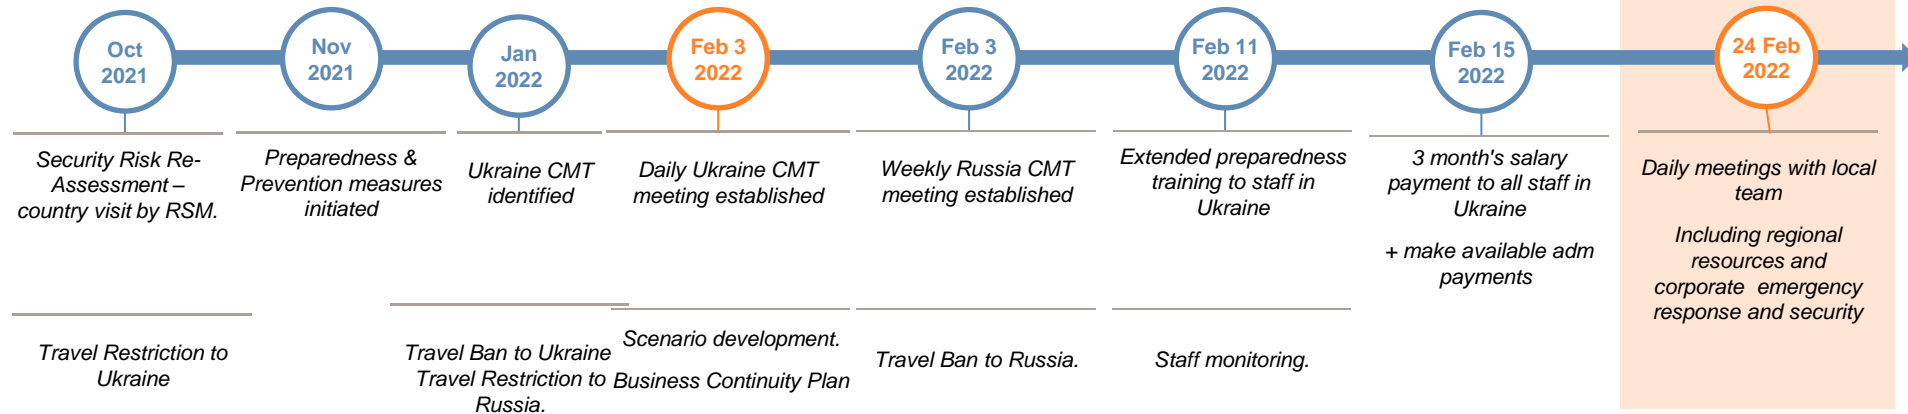 Oct
2021
Nov
2021
Jan
2022
Feb 3
2022
Feb 3
2022
Feb 11
2022
Feb 15
2022
24 Feb
2022
Security Risk Re-
Assessment –
country visit by RSM.
Preparedness &
Prevention measures
initiated
Ukraine CMT
identified
Daily Ukraine CMT
meeting established
Weekly Russia CMT
meeting established
Extended preparedness
training to staff in
Ukraine
3 month's salary
payment to all staff in
Ukraine
+ make available adm
payments
Daily meetings with local
team
Including regional
resources and
corporate emergency
response and security
Travel Restriction to
Ukraine
Travel Ban to Ukraine
Travel Restriction to
Russia.
Scenario development.
Business Continuity Plan
Travel Ban to Russia.
Staff monitoring.